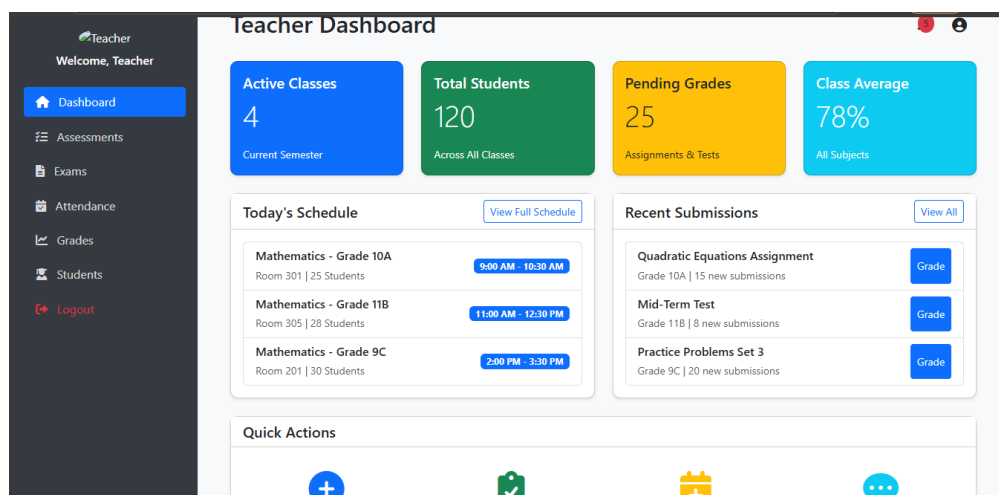 Teacher
Welcome, Teacher
Dashboard
Assessments
Exams
Attendance
Grades
Students
Logout
Teacher Dashboard
5
Active Classes
4
Current Semester
Total Students
120
Across All Classes
Pending Grades
25
Assignments & Tests
Class Average
78%
All Subjects
Today's Schedule
View Full Schedule
Mathematics - Grade 10A
Room 301 | 25 Students
9:00 AM - 10:30 AM
Mathematics - Grade 11B
Room 305 | 28 Students
11:00 AM - 12:30 PM
Mathematics - Grade 9C
Room 201 | 30 Students
2:00 PM - 3:30 PM
Recent Submissions
View All
Quadratic Equations Assignment
Grade 10A | 15 new submissions
Grade
Mid-Term Test
Grade 11B | 8 new submissions
Grade
Practice Problems Set 3
Grade 9C | 20 new submissions
Grade
Quick Actions